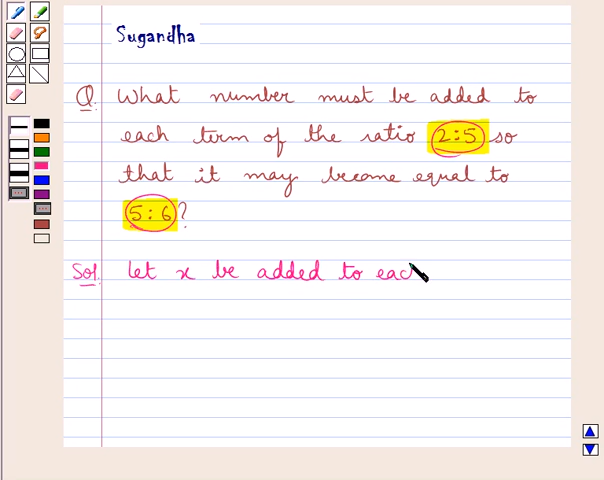 Sugandha
Q. What number must be added to
each term of the ratio 2:5 so
that it may become equal to
5:6?
Sol. Let x be added to eac